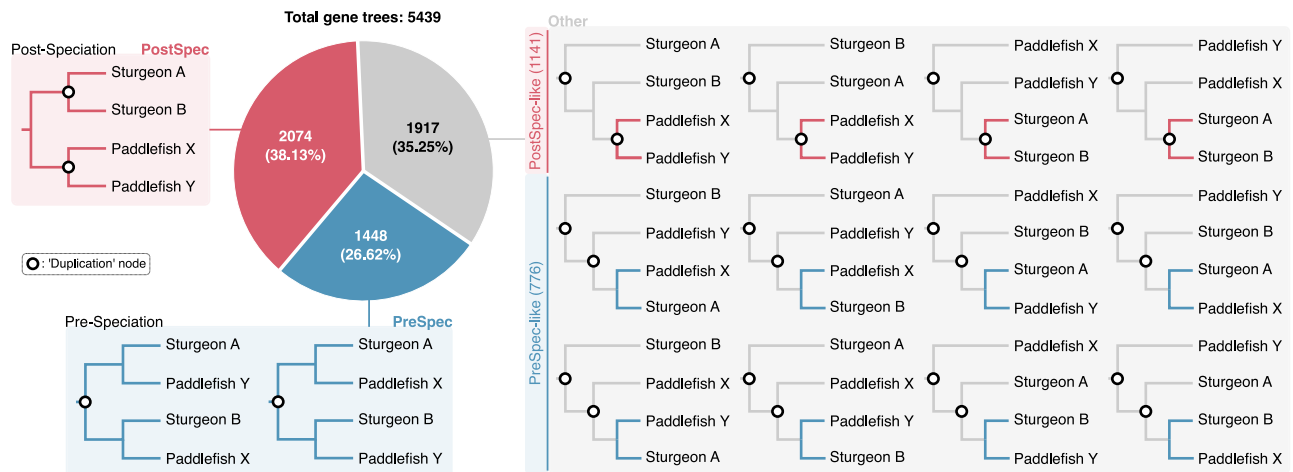 Total gene trees: 5439
Post-Speciation
PostSpec
Sturgeon A
Sturgeon B
Paddlefish X
Paddlefish Y
2074
(38.13%)
1917
(35.25%)
1448
(26.62%)
: 'Duplication' node
Pre-Speciation
PreSpec
Sturgeon A
Paddlefish Y
Sturgeon B
Paddlefish X
Sturgeon A
Paddlefish X
Sturgeon B
Paddlefish Y
Other
PostSpec-like (1141)
Sturgeon A
Sturgeon B
Paddlefish X
Paddlefish Y
Sturgeon B
Sturgeon A
Paddlefish X
Paddlefish Y
Paddlefish X
Paddlefish Y
Sturgeon A
Sturgeon B
Paddlefish Y
Paddlefish X
Sturgeon A
Sturgeon B
PreSpec-like (776)
Sturgeon B
Paddlefish Y
Paddlefish X
Sturgeon A
Sturgeon A
Paddlefish Y
Paddlefish X
Sturgeon B
Paddlefish X
Sturgeon B
Sturgeon A
Paddlefish Y
Paddlefish Y
Sturgeon B
Sturgeon A
Paddlefish X
Sturgeon B
Paddlefish X
Paddlefish Y
Sturgeon A
Sturgeon A
Paddlefish X
Paddlefish Y
Sturgeon B
Paddlefish X
Sturgeon A
Sturgeon B
Paddlefish Y
Paddlefish Y
Sturgeon A
Sturgeon B
Paddlefish X